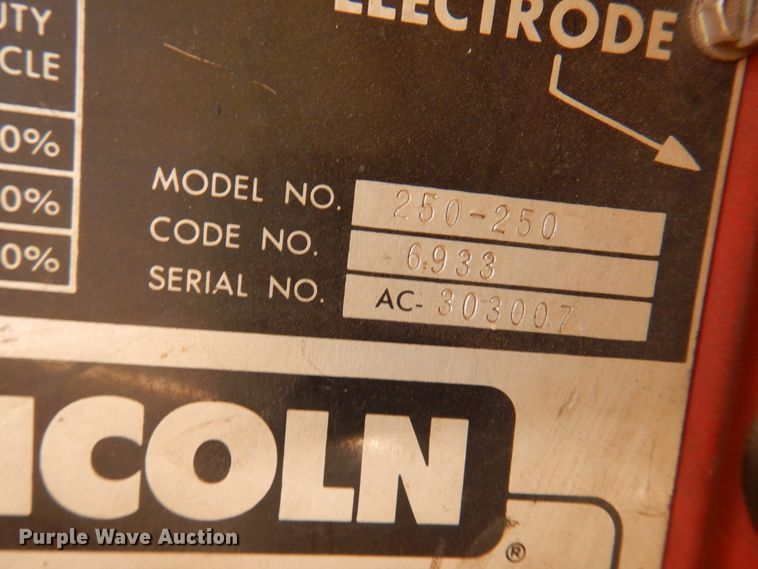 ELECTRODE
UTY
CLE
0%
0%
0%
MODEL NO. 250-250
CODE NO. 6933
SERIAL NO. AC-303007
NCOLN
®
Purple Wave Auction®